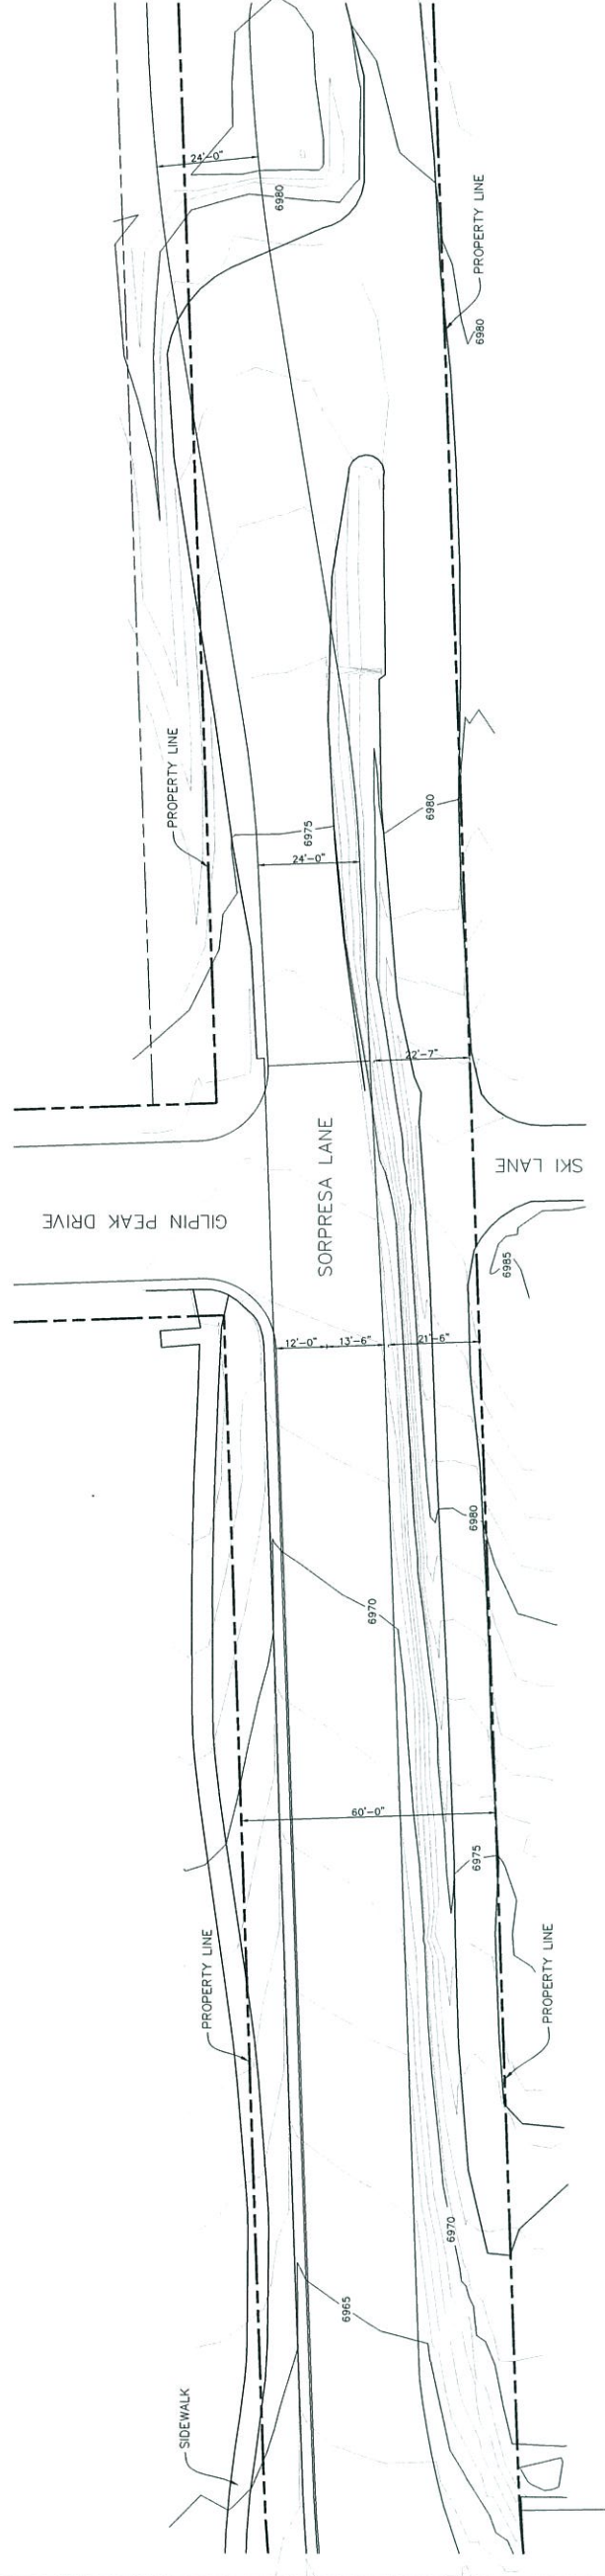 24'-0"
6980
PROPERTY LINE
6980
PROPERTY LINE
6975
6980
24'-0"
22'-7"
SORPRESA LANE
SKI LANE
GILPIN PEAK DRIVE
6985
12'-0"
13'-6"
21'-6"
6980
6970
60'-0"
6975
PROPERTY LINE
PROPERTY LINE
6970
6965
SIDEWALK